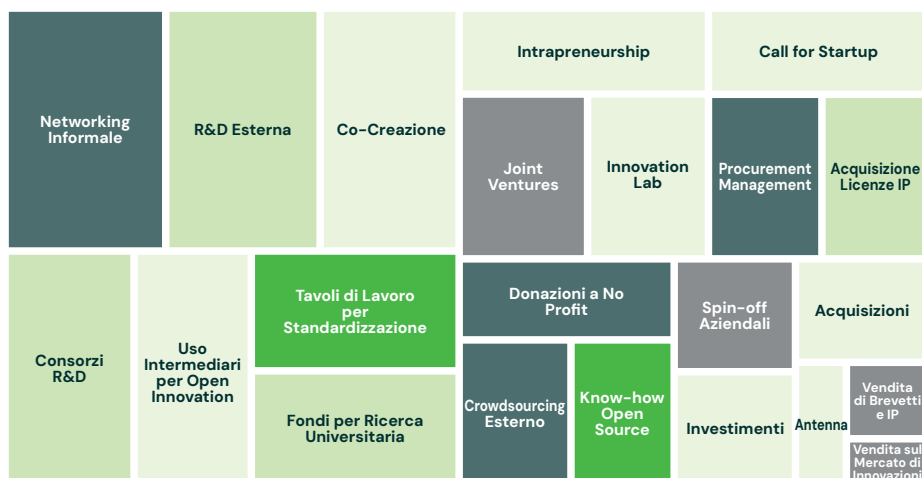 Networking
Informale
R&D Esterna
Co-Creazione
Intrapreneurship
Call for Startup
Joint
Ventures
Innovation
Lab
Procurement
Management
Acquisizione
Licenze IP
Consorzi
R&D
Uso
Intermediari
per Open
Innovation
Tavoli di Lavoro
per
Standardizzazione
Fondi per Ricerca
Universitaria
Donazioni a No
Profit
Crowdsourcing
Esterno
Know-how
Open
Source
Spin-off
Aziendali
Investimenti
Acquisizioni
Antenna
Vendita
di Brevetti
e IP
Vendita sul
Mercato di
Innovazioni